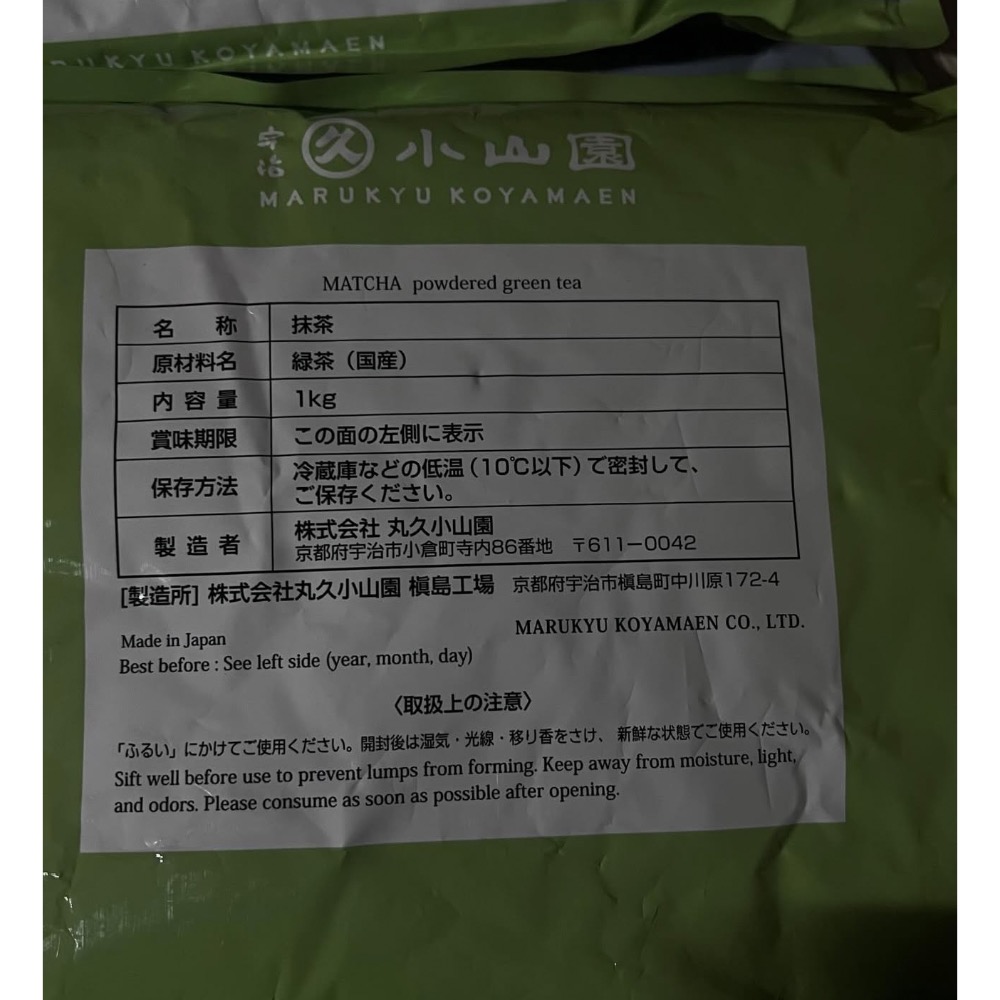 MARUKYU KOYAMAEN
宇治 久 小山園
MARUKYU KOYAMAEN
MATCHA powdered green tea
名 称 抹茶
原材料名 緑茶（国産）
内容量 1kg
賞味期限 この面の左側に表示
保存方法 冷蔵庫などの低温（10℃以下）で密封して、
ご保存ください。
製造者 株式会社 丸久小山園
京都府宇治市小倉町寺内86番地 〒611－0042
[製造所] 株式会社丸久小山園 槇島工場 京都府宇治市槇島町中川原172-4
Made in Japan
MARUKYU KOYAMAEN CO., LTD.
Best before : See left side (year, month, day)
〈取扱上の注意〉
「ふるい」にかけてご使用ください。開封後は湿気・光線・移り香をさけ、新鮮な状態でご使用ください。
Sift well before use to prevent lumps from forming. Keep away from moisture, light,
and odors. Please consume as soon as possible after opening.